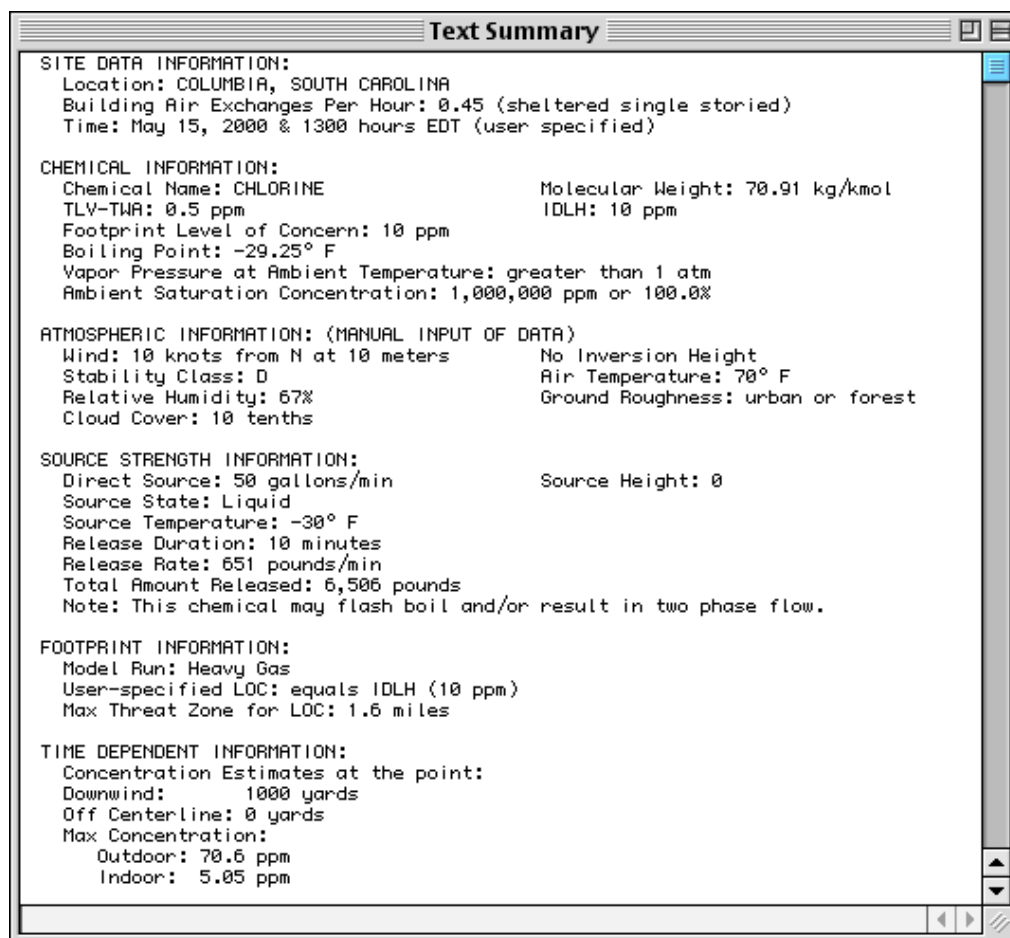 Text Summary
SITE DATA INFORMATION:
Location: COLUMBIA, SOUTH CAROLINA
Building Air Exchanges Per Hour: 0.45 (sheltered single storied)
Time: May 15, 2000 & 1300 hours EDT (user specified)
CHEMICAL INFORMATION:
Chemical Name: CHLORINE Molecular Weight: 70.91 kg/kmol
TLV-TWA: 0.5 ppm IDLH: 10 ppm
Footprint Level of Concern: 10 ppm
Boiling Point: -29.25° F
Vapor Pressure at Ambient Temperature: greater than 1 atm
Ambient Saturation Concentration: 1,000,000 ppm or 100.0%
ATMOSPHERIC INFORMATION: (MANUAL INPUT OF DATA)
Wind: 10 knots from N at 10 meters No Inversion Height
Stability Class: D Air Temperature: 70° F
Relative Humidity: 67% Ground Roughness: urban or forest
Cloud Cover: 10 tenths
SOURCE STRENGTH INFORMATION:
Direct Source: 50 gallons/min Source Height: 0
Source State: Liquid
Source Temperature: -30° F
Release Duration: 10 minutes
Release Rate: 651 pounds/min
Total Amount Released: 6,506 pounds
Note: This chemical may flash boil and/or result in two phase flow.
FOOTPRINT INFORMATION:
Model Run: Heavy Gas
User-specified LOC: equals IDLH (10 ppm)
Max Threat Zone for LOC: 1.6 miles
TIME DEPENDENT INFORMATION:
Concentration Estimates at the point:
Downwind: 1000 yards
Off Centerline: 0 yards
Max Concentration:
Outdoor: 70.6 ppm
Indoor: 5.05 ppm